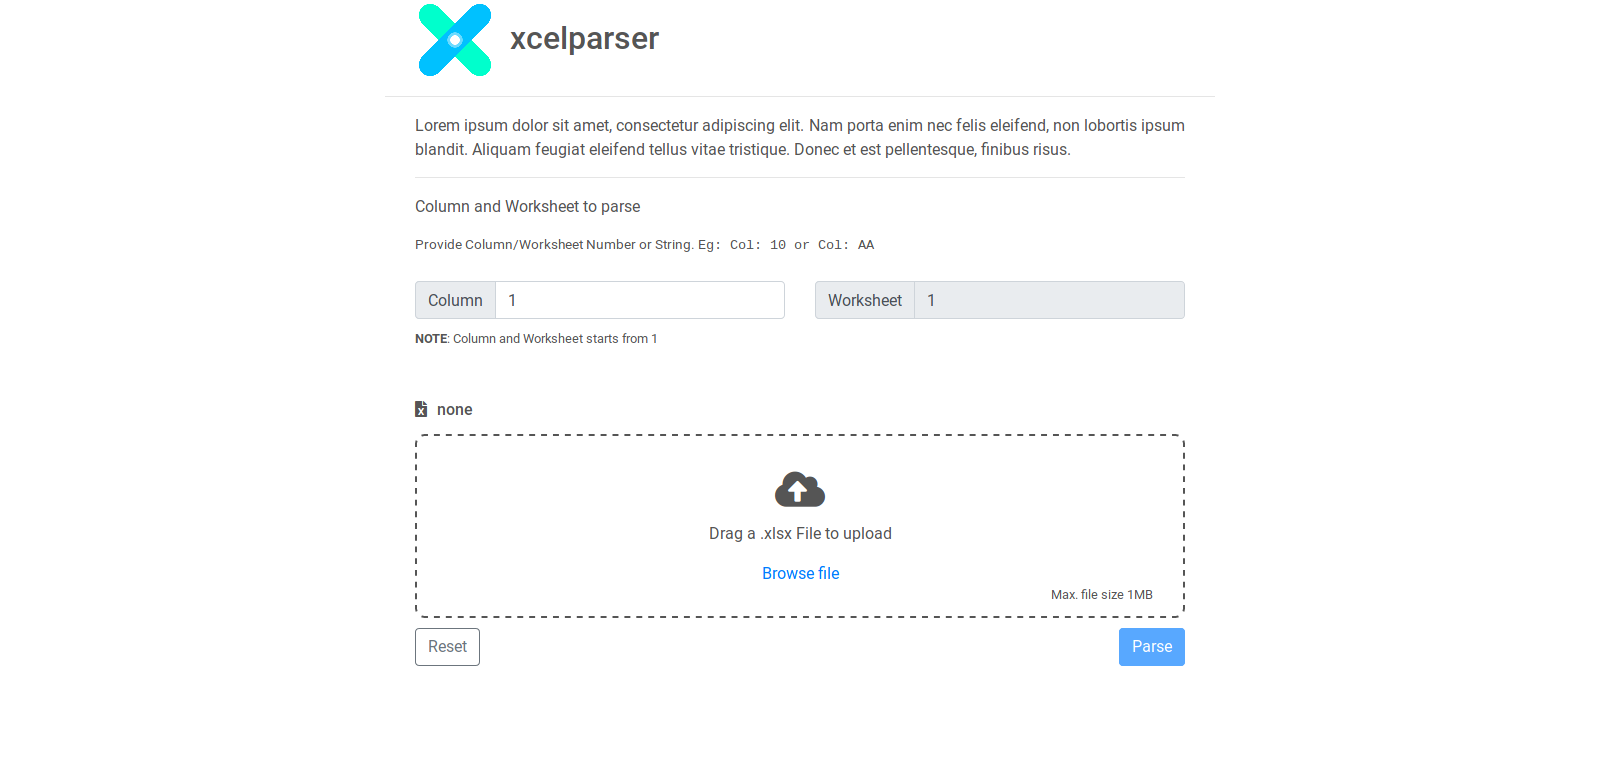 xcelparser
Lorem ipsum dolor sit amet, consectetur adipiscing elit. Nam porta enim nec felis eleifend, non lobortis ipsum
blandit. Aliquam feugiat eleifend tellus vitae tristique. Donec et est pellentesque, finibus risus.
Column and Worksheet to parse
Provide Column/Worksheet Number or String. Eg: Col: 10 or Col: AA
Column 1 Worksheet 1
NOTE: Column and Worksheet starts from 1
none
Drag a .xlsx File to upload
Browse file
Max. file size 1MB
Reset Parse